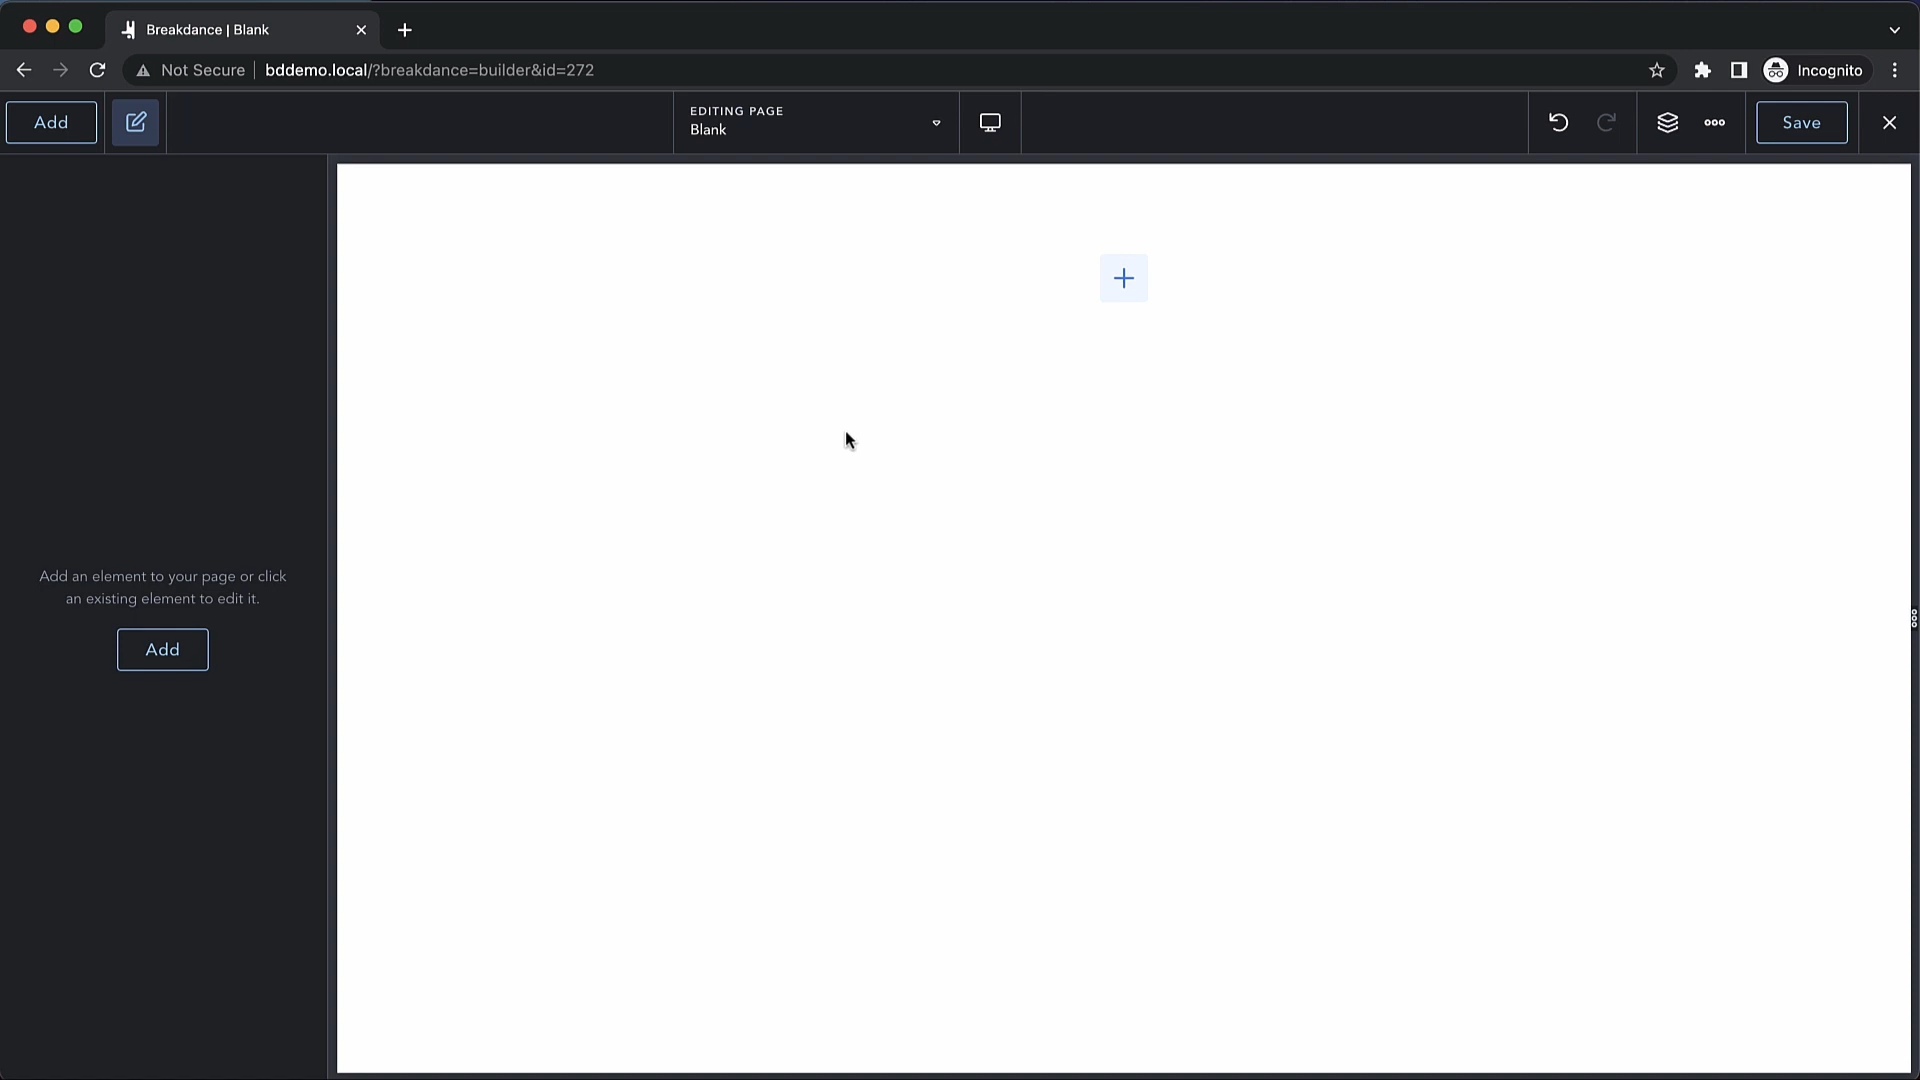 Breakdance | Blank
Not Secure
bddemo.local/?breakdance=builder&id=272
Incognito
Add
EDITING PAGE
Blank
Save
Add an element to your page or click
an existing element to edit it.
Add